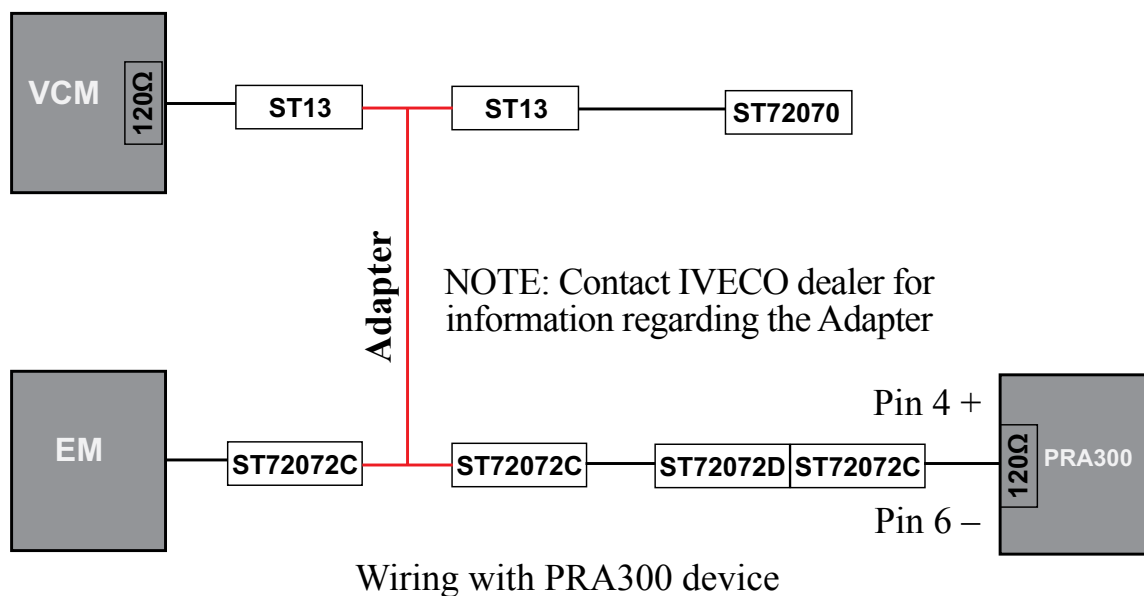 VCM
120Ω
ST13
ST13
ST72070
Adapter
NOTE: Contact IVECO dealer for
information regarding the Adapter
EM
ST72072C
ST72072C
ST72072D
ST72072C
Pin 4 +
120Ω
PRA300
Pin 6 –
Wiring with PRA300 device